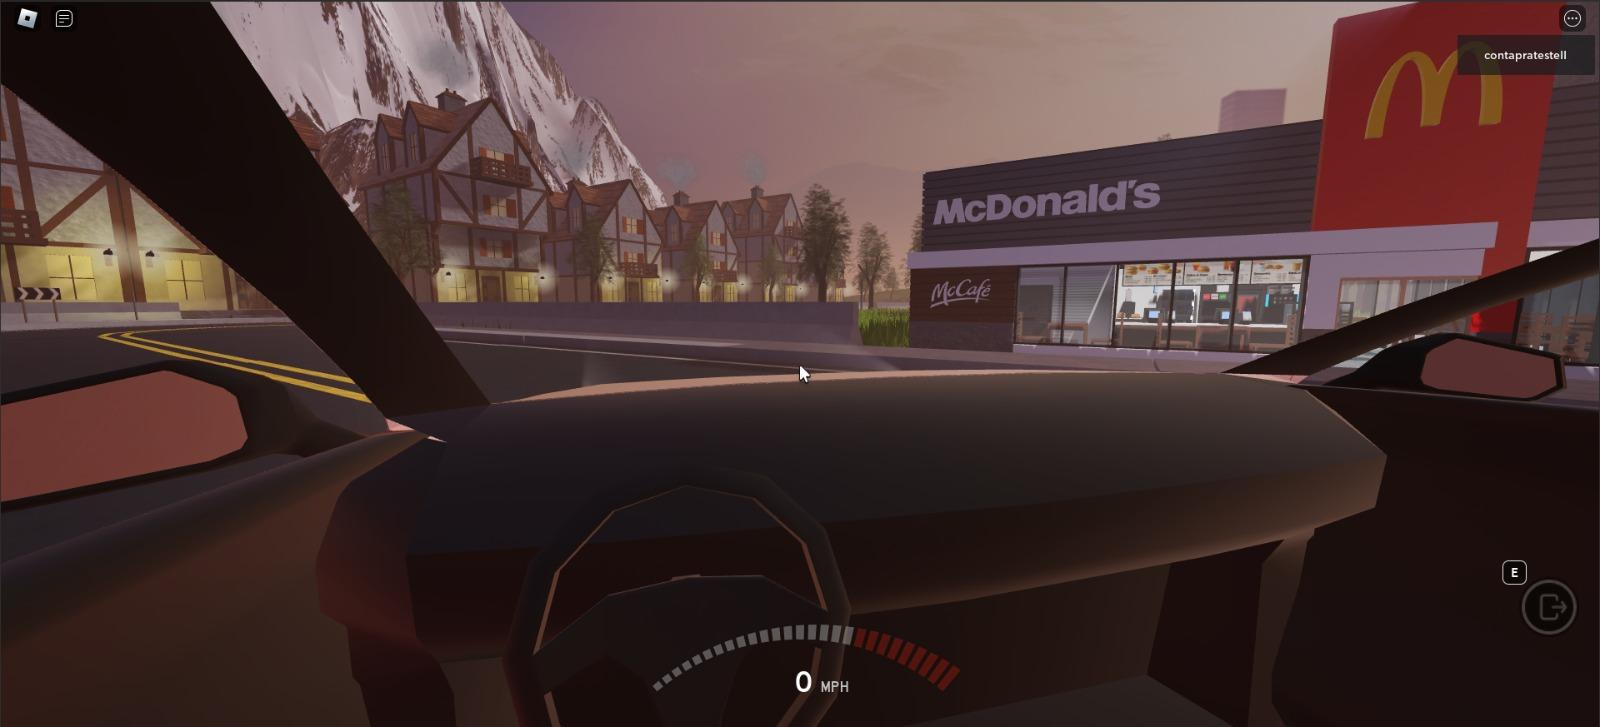 contapratestell
McDonald's
McCafé
E
0 MPH